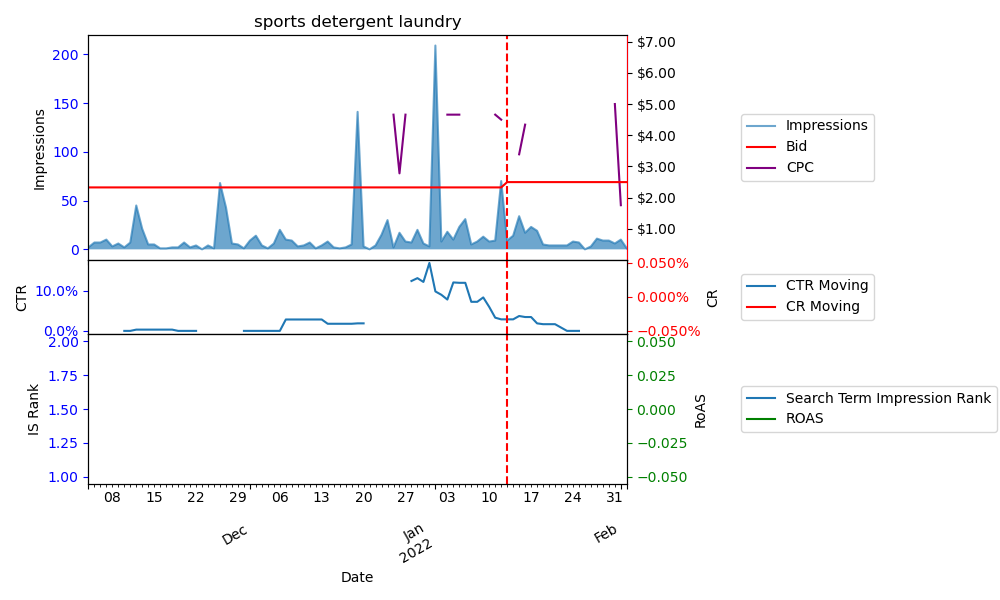 sports detergent laundry
Impressions
200
150
100
50
0
$7.00
$6.00
$5.00
$4.00
$3.00
$2.00
$1.00
Impressions
Bid
CPC
CTR
10.0%
0.0%
0.050%
0.000%
−0.050%
CR
CTR Moving
CR Moving
IS Rank
2.00
1.75
1.50
1.25
1.00
0.050
0.025
0.000
−0.025
−0.050
RoAS
Search Term Impression Rank
ROAS
08 15 22 29 06 13 20 27 03 10 17 24 31
Dec Jan Feb
2022
Date